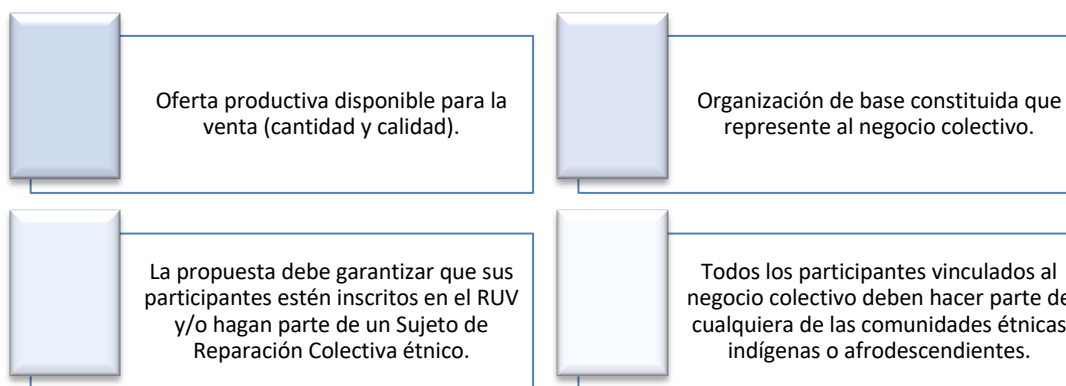 Oferta productiva disponible para la
venta (cantidad y calidad).
Organización de base constituida que
represente al negocio colectivo.
La propuesta debe garantizar que sus
participantes estén inscritos en el RUV
y/o hagan parte de un Sujeto de
Reparación Colectiva étnico.
Todos los participantes vinculados al
negocio colectivo deben hacer parte de
cualquiera de las comunidades étnicas
indígenas o afrodescendientes.